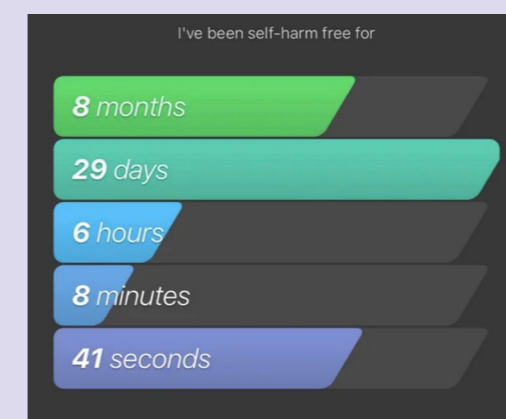 I've been self-harm free for
8 months
29 days
6 hours
8 minutes
41 seconds